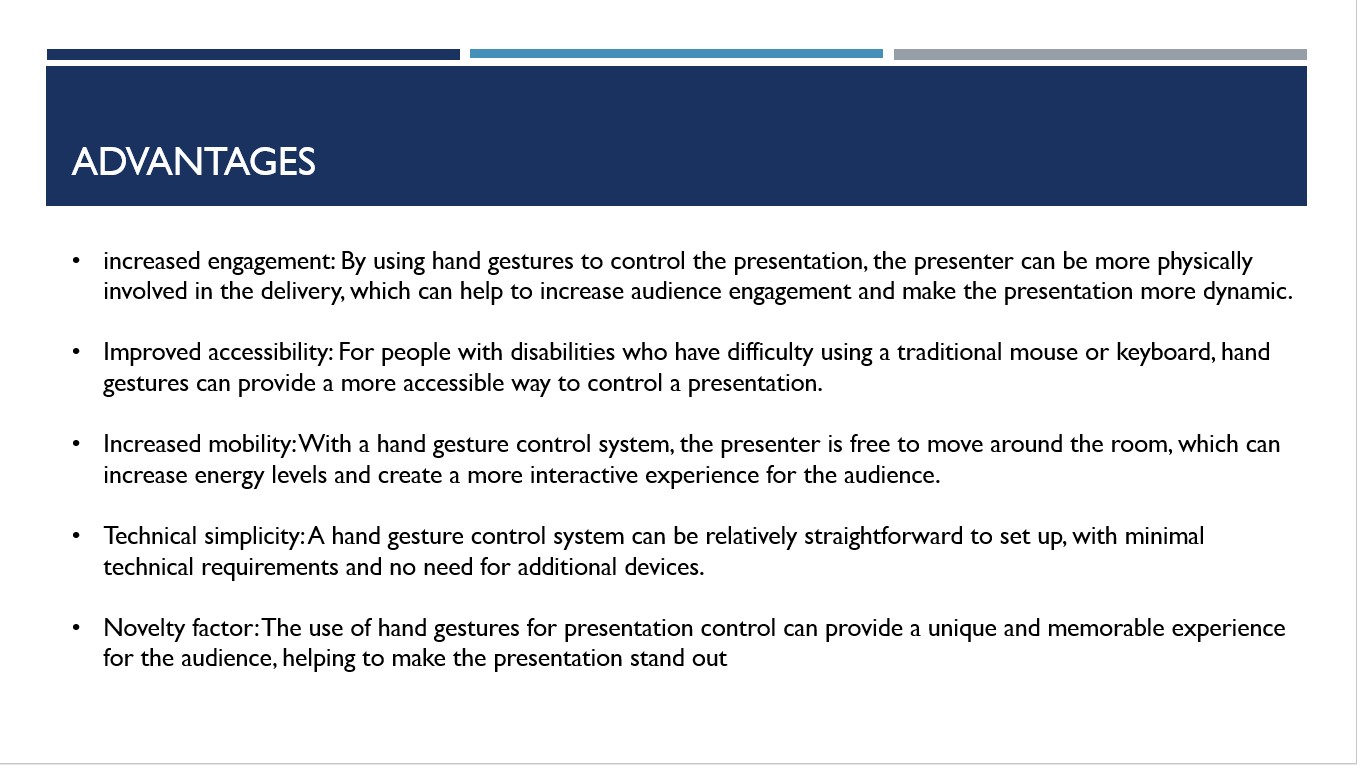 ADVANTAGES
• increased engagement: By using hand gestures to control the presentation, the presenter can be more physically
involved in the delivery, which can help to increase audience engagement and make the presentation more dynamic.
• Improved accessibility: For people with disabilities who have difficulty using a traditional mouse or keyboard, hand
gestures can provide a more accessible way to control a presentation.
• Increased mobility: With a hand gesture control system, the presenter is free to move around the room, which can
increase energy levels and create a more interactive experience for the audience.
• Technical simplicity: A hand gesture control system can be relatively straightforward to set up, with minimal
technical requirements and no need for additional devices.
• Novelty factor: The use of hand gestures for presentation control can provide a unique and memorable experience
for the audience, helping to make the presentation stand out